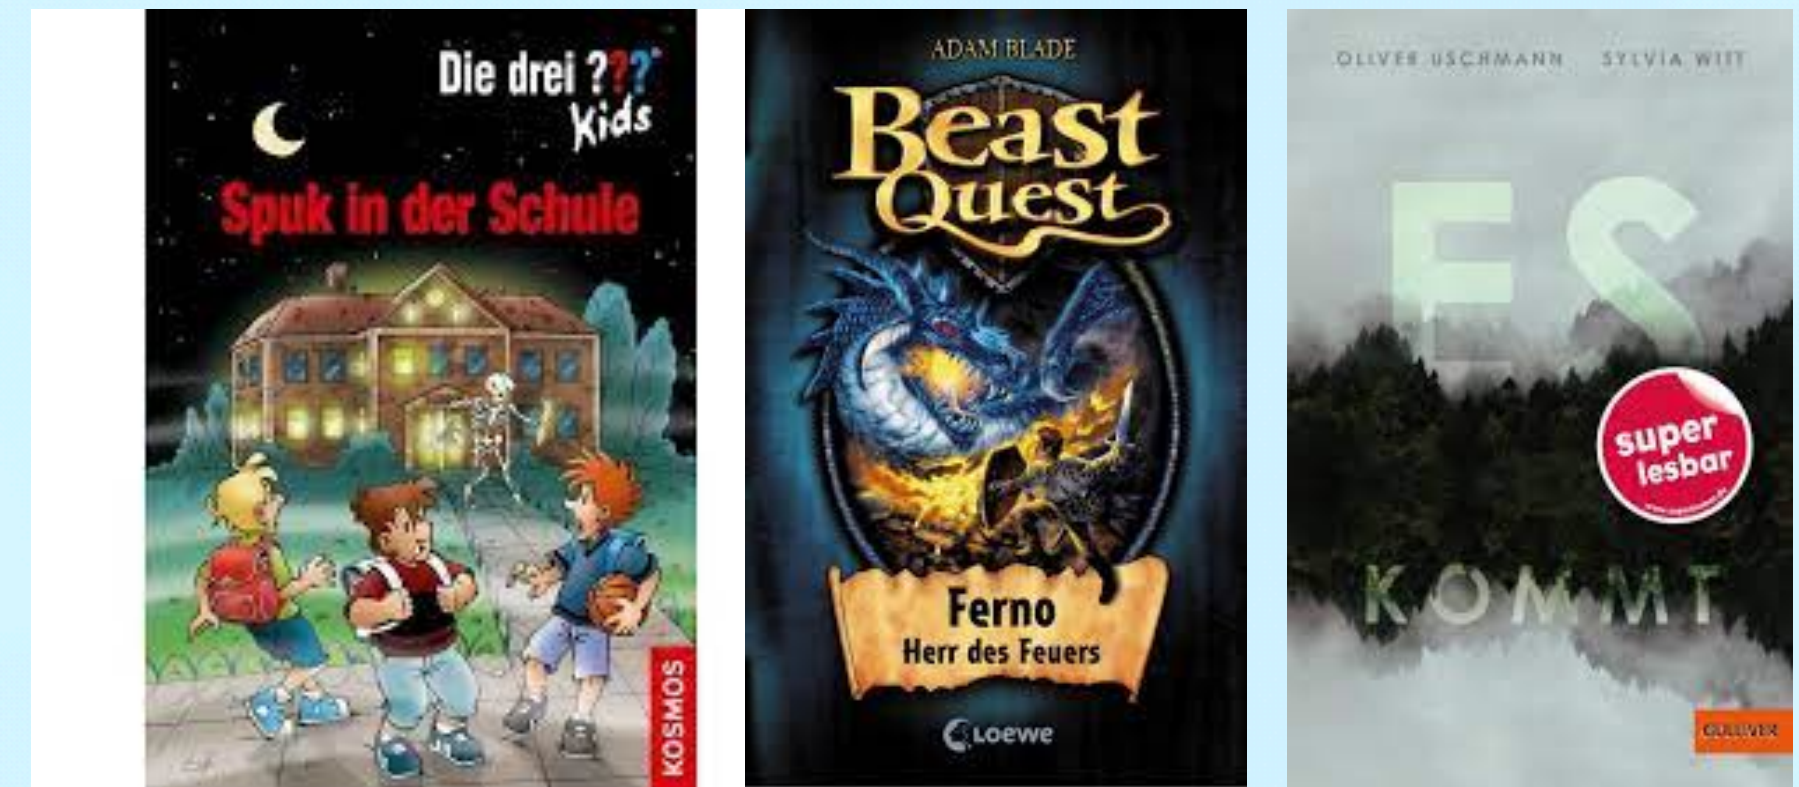 Die drei ???
Kids
Spuk in der Schule
KOSMOS
ADAM BLADE
Beast
Quest
Ferno
Herr des Feuers
LOEWE
OLIVER USCHMANN SYLVIA WITT
ES
super
lesbar
KOMMT
GULLIVER